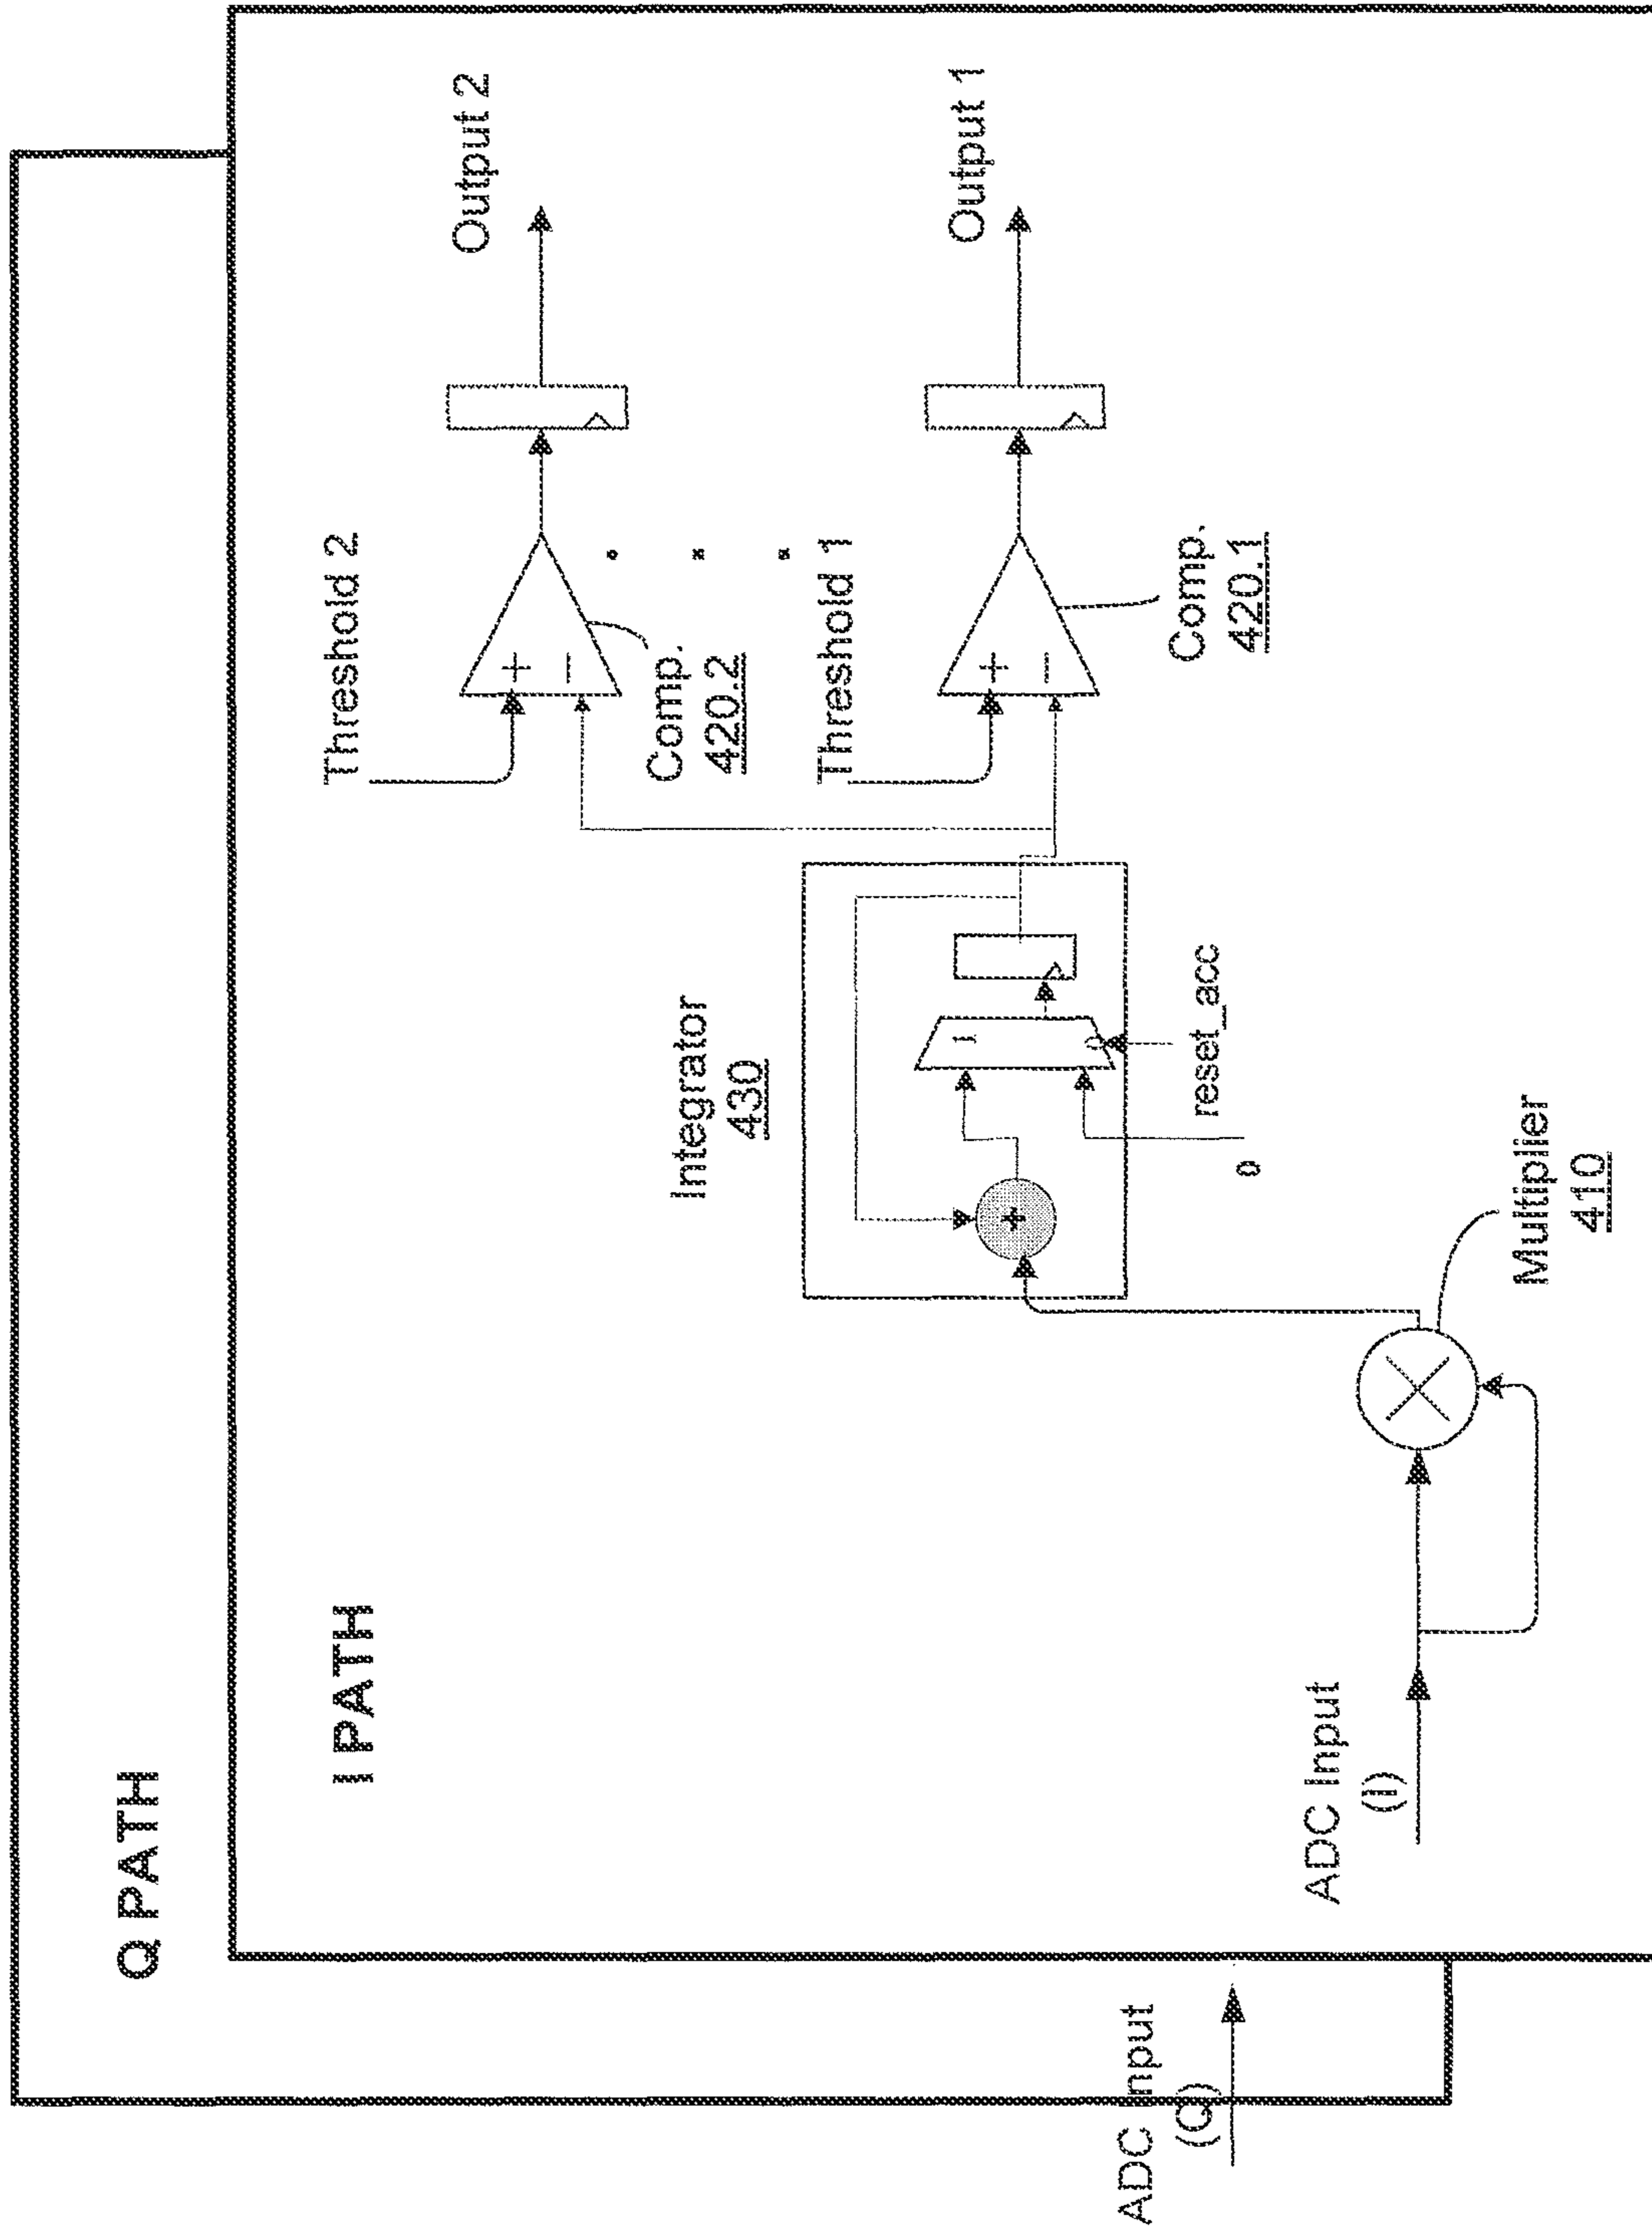 Q PATH
I PATH
ADC Input
(Q)
ADC Input
(I)
Multiplier
410
Integrator
430
+
1
0
reset_acc
0
Threshold 2
+
−
Comp.
420.2
Output 2
Threshold 1
+
−
Comp.
420.1
Output 1